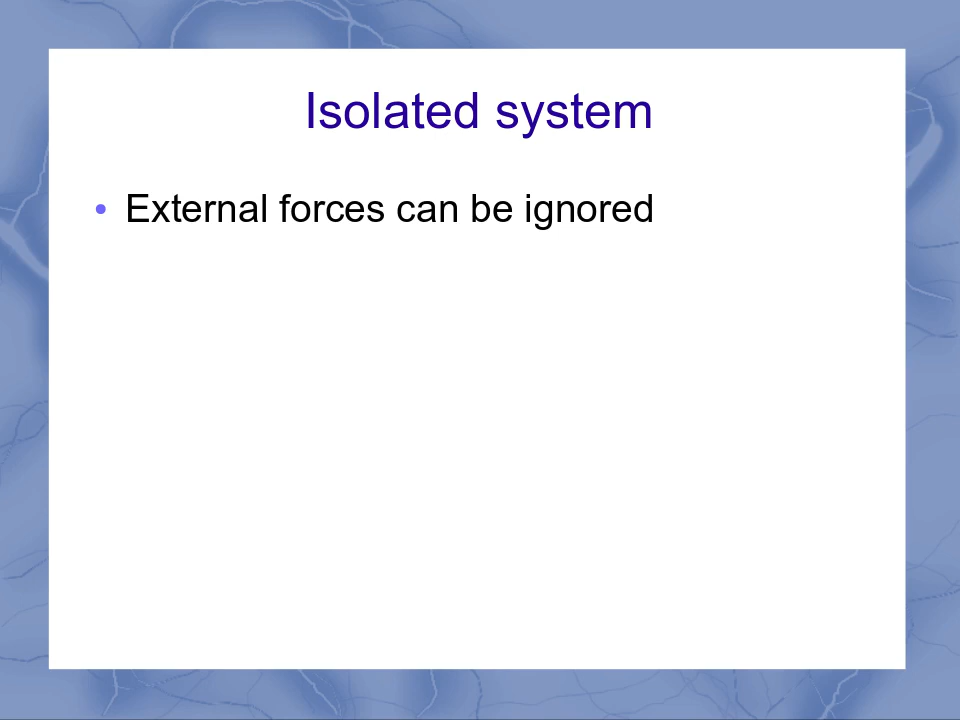 Isolated system
• External forces can be ignored